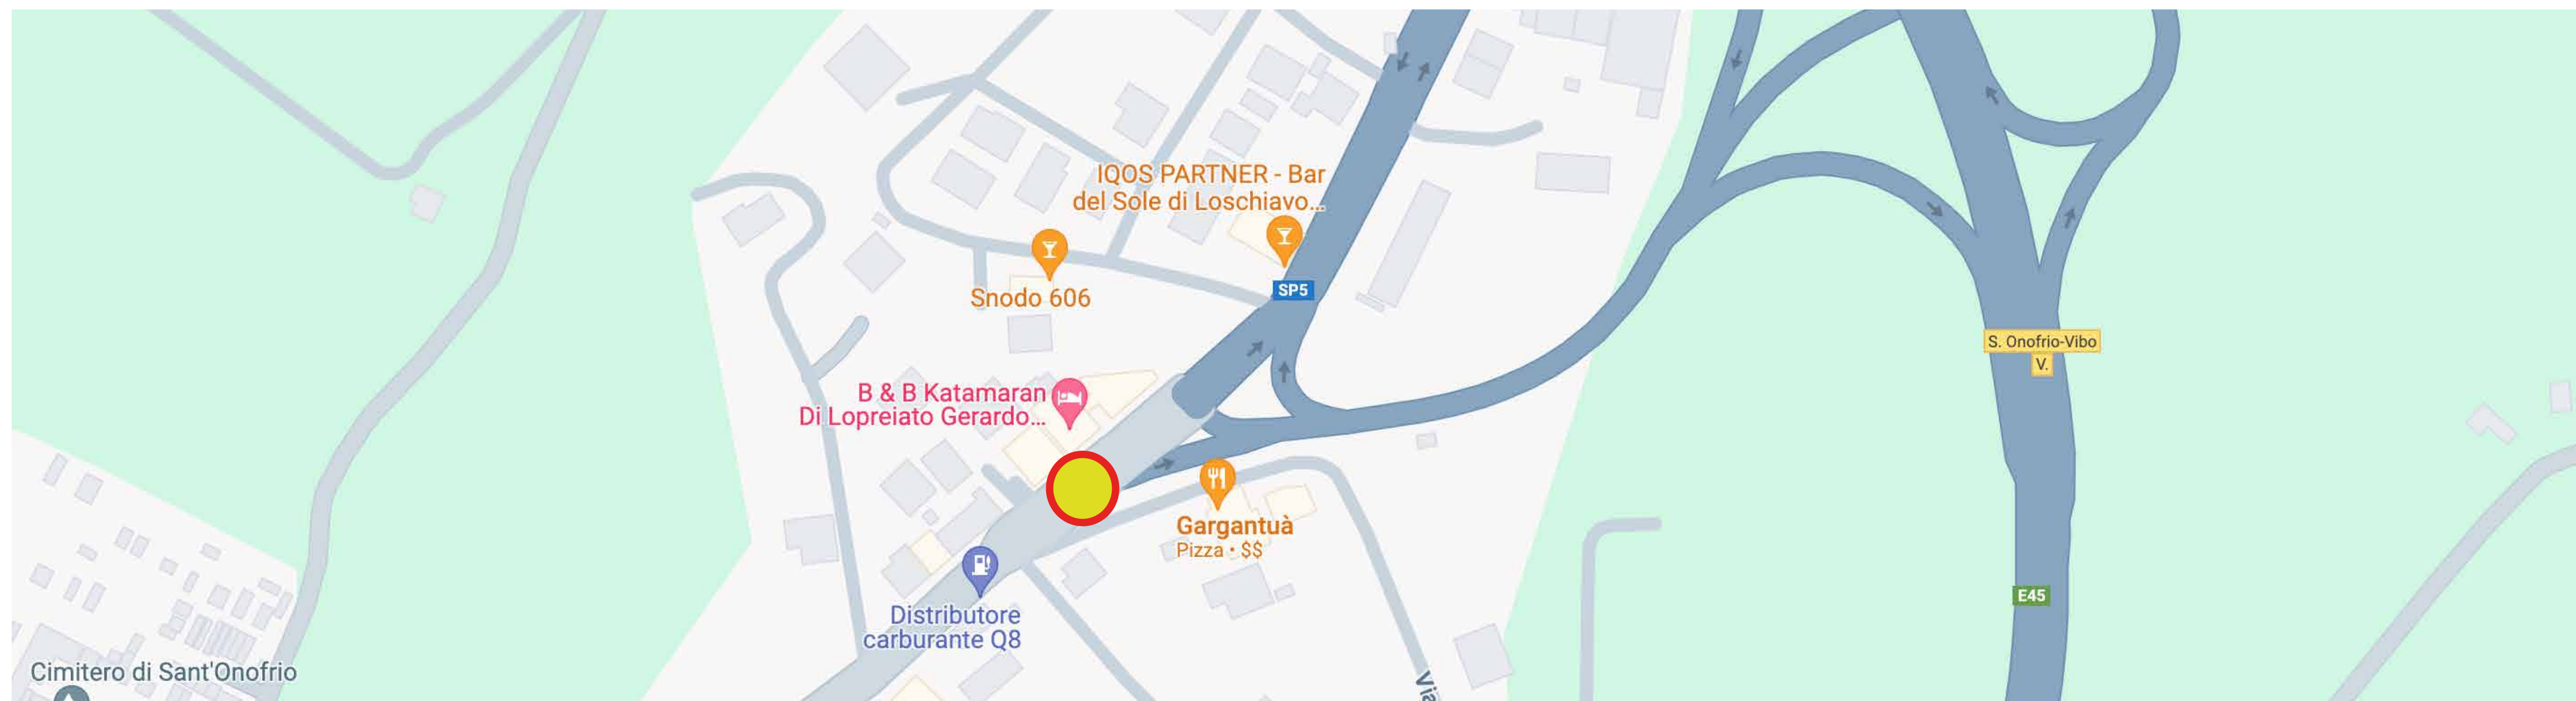 IQOS PARTNER - Bar
del Sole di Loschiavo...
Snodo 606
SP5
S. Onofrio-Vibo
V.
B & B Katamaran
Di Lopreiato Gerardo...
Gargantuà
Pizza • $$
E45
Distributore
carburante Q8
Cimitero di Sant'Onofrio
Via